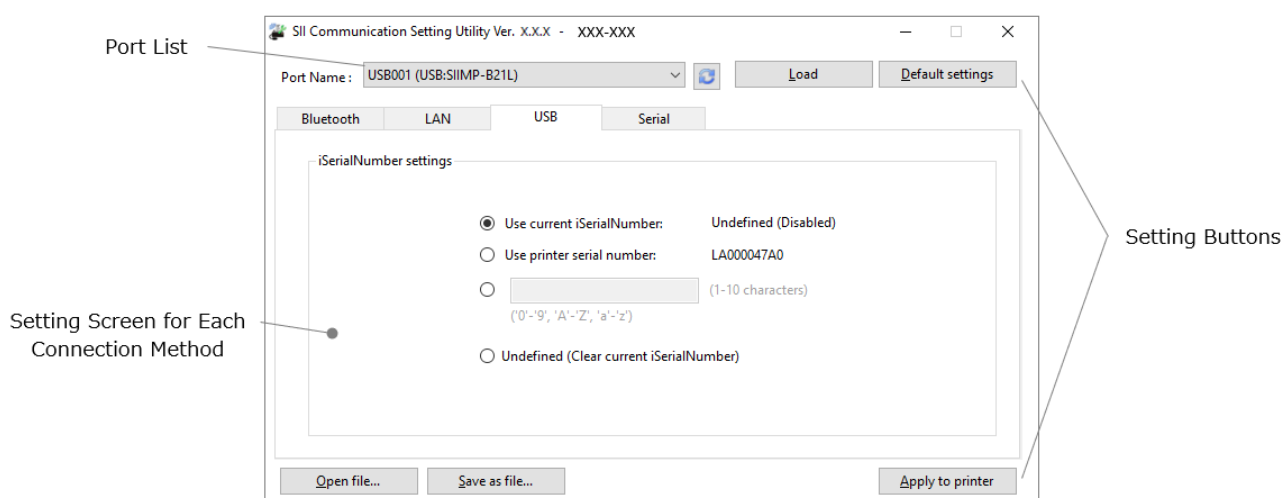 SII Communication Setting Utility Ver. X.X.X - XXX-XXX
Port List
Port Name : USB001 (USB:SIIMP-B21L) Load Default settings
Bluetooth LAN USB Serial
iSerialNumber settings
Use current iSerialNumber: Undefined (Disabled)
Setting Buttons
Use printer serial number: LA000047A0
(1-10 characters)
('0'-'9', 'A'-'Z', 'a'-'z')
Setting Screen for Each
Connection Method
Undefined (Clear current iSerialNumber)
Open file... Save as file... Apply to printer